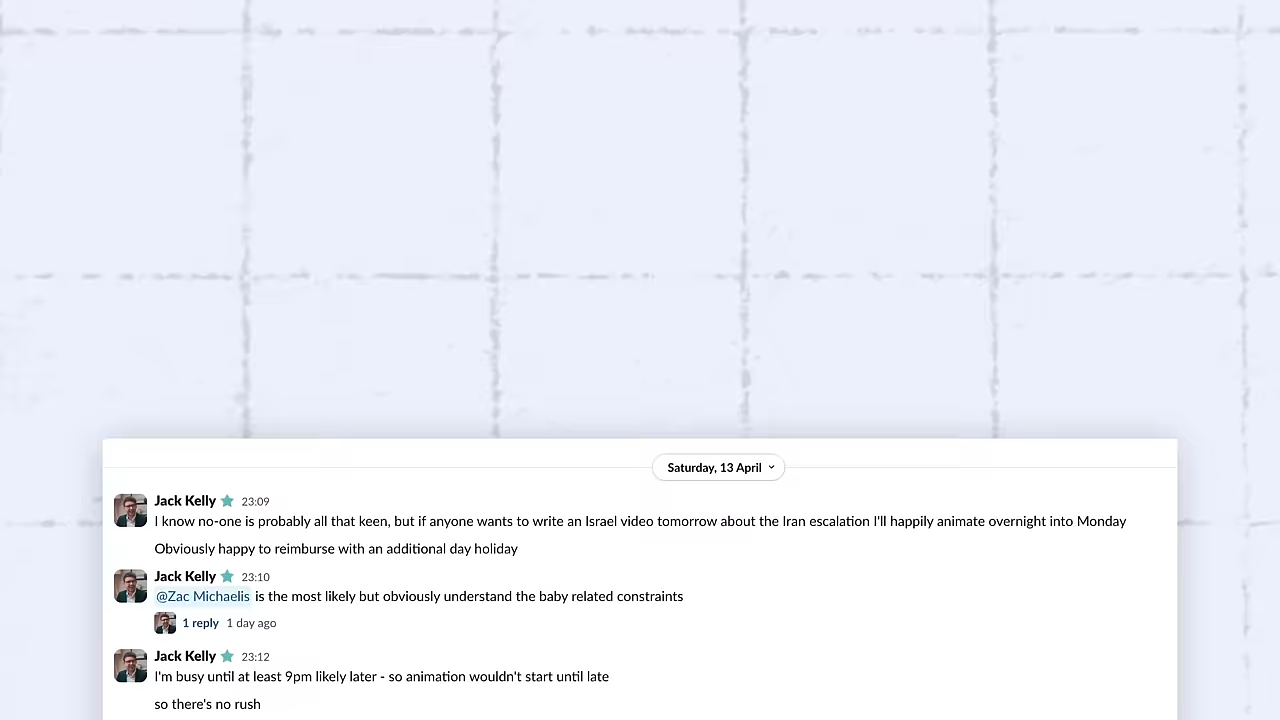 Saturday, 13 April
Jack Kelly 23:09
I know no-one is probably all that keen, but if anyone wants to write an Israel video tomorrow about the Iran escalation I'll happily animate overnight into Monday
Obviously happy to reimburse with an additional day holiday
Jack Kelly 23:10
@Zac Michaelis is the most likely but obviously understand the baby related constraints
1 reply 1 day ago
Jack Kelly 23:12
I'm busy until at least 9pm likely later - so animation wouldn't start until late
so there's no rush